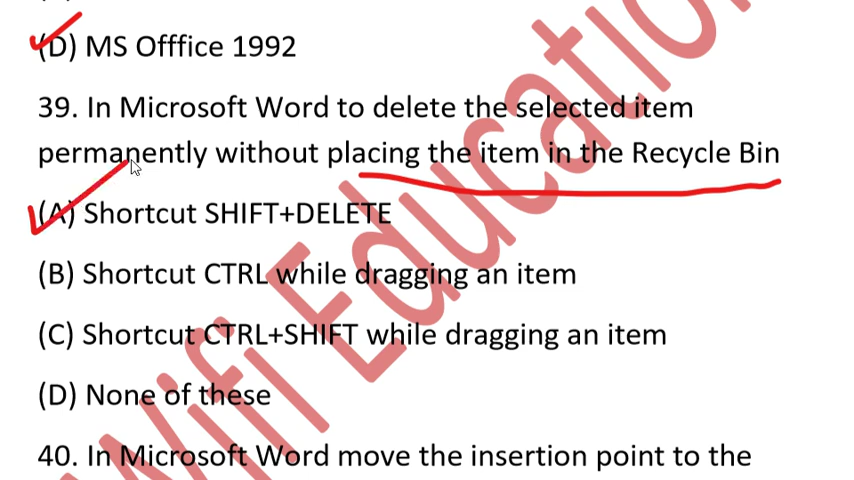 (D) MS Offfice 1992
39. In Microsoft Word to delete the selected item
permanently without placing the item in the Recycle Bin
(A) Shortcut SHIFT+DELETE
(B) Shortcut CTRL while dragging an item
(C) Shortcut CTRL+SHIFT while dragging an item
(D) None of these
40. In Microsoft Word move the insertion point to the
Wifi Education